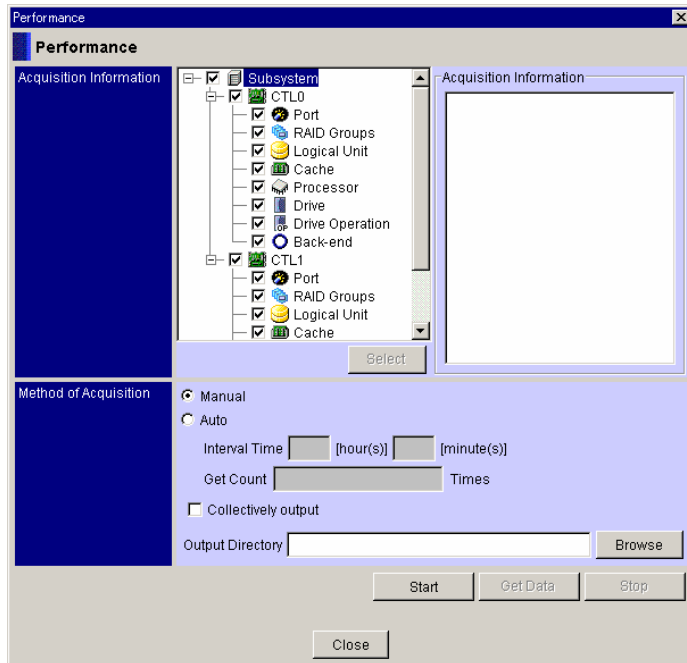 Performance
Performance
Acquisition Information
Subsystem
CTL0
Port
RAID Groups
Logical Unit
Cache
Processor
Drive
OP Drive Operation
Back-end
CTL1
Port
RAID Groups
Logical Unit
Cache
Select
Acquisition Information
Method of Acquisition
Manual
Auto
Interval Time [hour(s)] [minute(s)]
Get Count Times
Collectively output
Output Directory Browse
Start Get Data Stop
Close